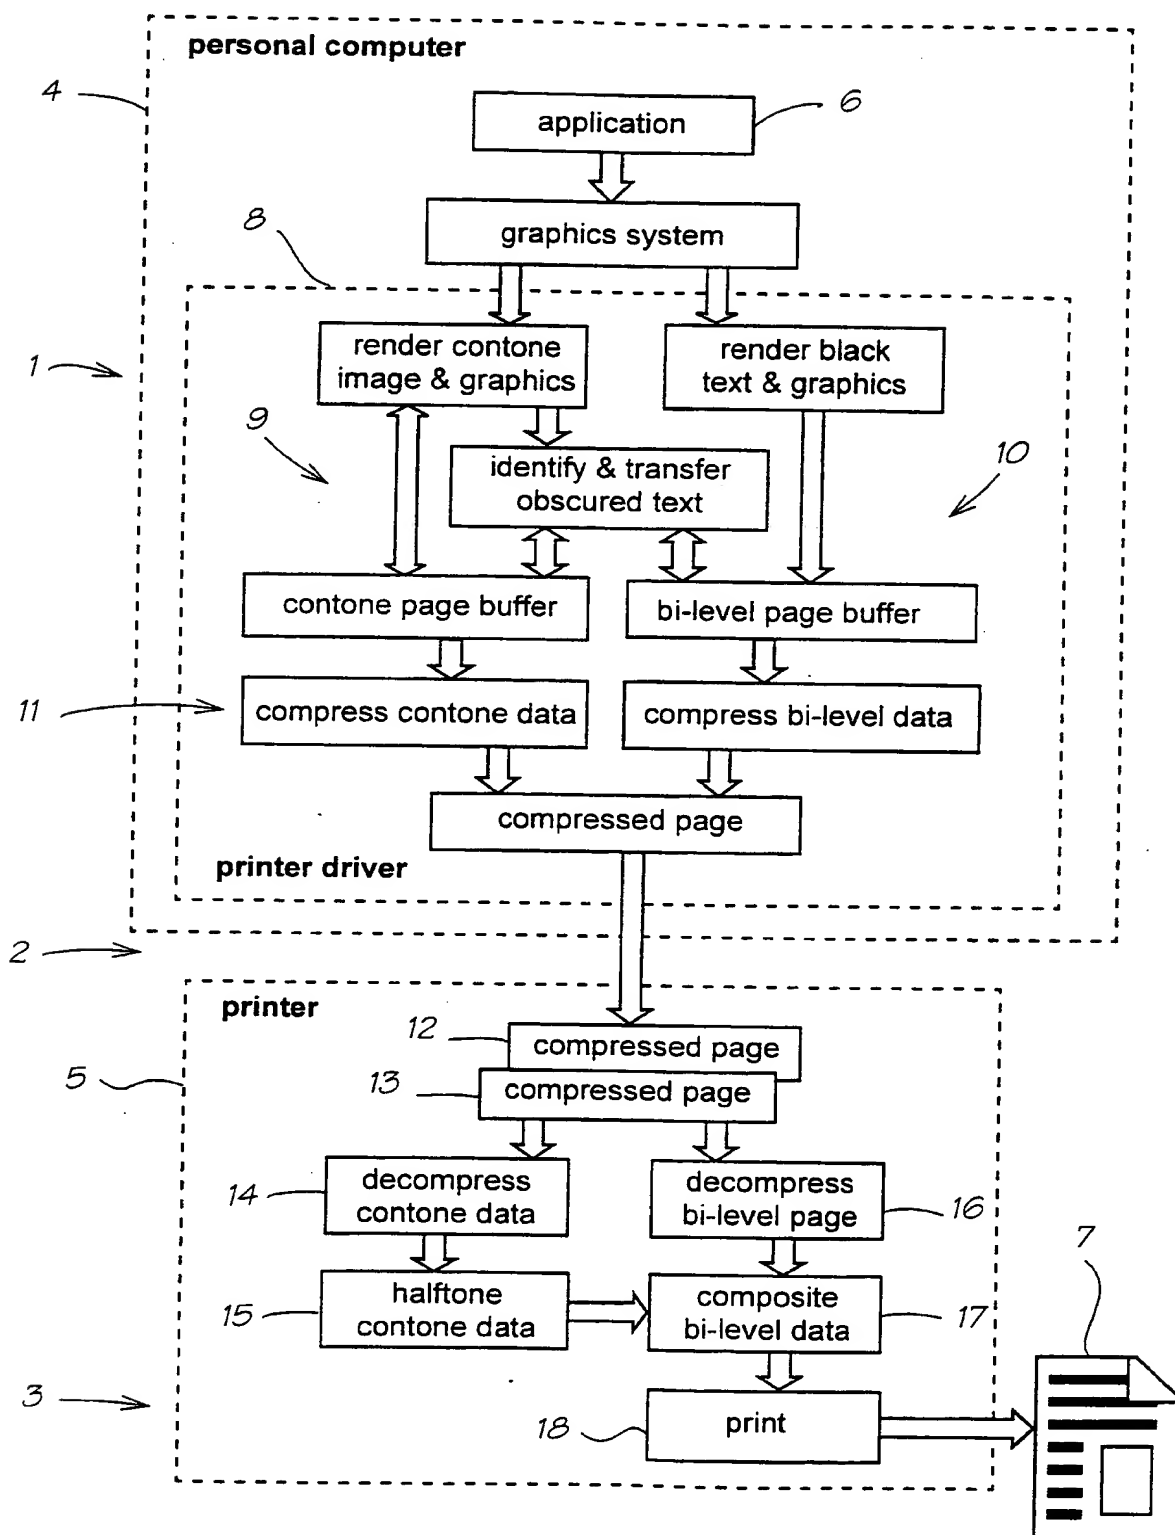 personal computer
4
application
6
graphics system
8
render contone
image & graphics
render black
text & graphics
1
9
identify & transfer
obscured text
10
contone page buffer
bi-level page buffer
11
compress contone data
compress bi-level data
compressed page
printer driver
2
printer
12
compressed page
5
13
compressed page
14
decompress
contone data
decompress
bi-level page
16
7
15
halftone
contone data
composite
bi-level data
17
3
18
print